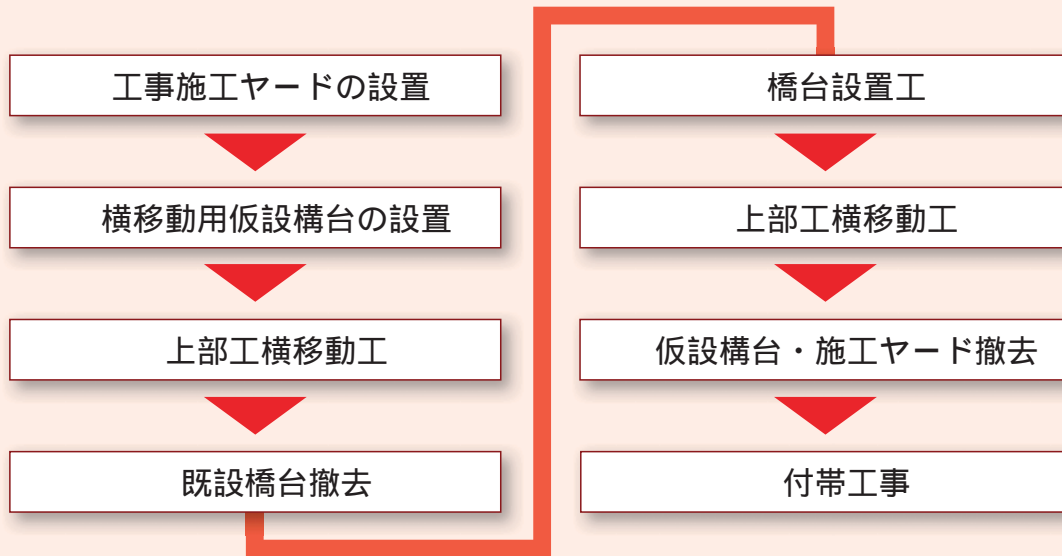 工事施工ヤードの設置
横移動用仮設構台の設置
上部工横移動工
既設橋台撤去
橋台設置工
上部工横移動工
仮設構台・施工ヤード撤去
付帯工事